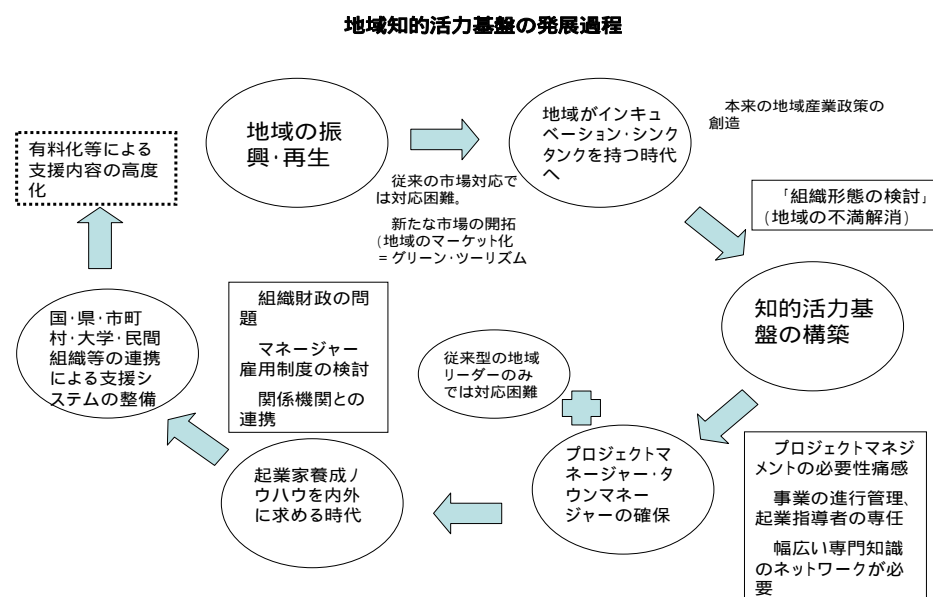 地域知的活力基盤の発展過程
地域の振
興・再生
従来の市場対応で
は対応困難。
新たな市場の開拓
(地域のマーケット化
=グリーン・ツーリズム
地域がインキュ
ベーション・シンク
タンクを持つ時代
へ
本来の地域産業政策の
創造
「組織形態の検討」
(地域の不満解消)
知的活力基
盤の構築
プロジェクトマネジ
メントの必要性痛感
事業の進行管理、
起業指導者の専任
幅広い専門知識
のネットワークが必
要
従来型の地域
リーダーのみ
では対応困難
プロジェクトマ
ネージャー・タ
ウンマネー
ジャーの確保
起業家養成ノ
ウハウを内外
に求める時代
組織財政の問
題
マネージャー
雇用制度の検討
関係機関との
連携
国・県・市町
村・大学・民間
組織等の連携
による支援シ
ステムの整備
有料化等による
支援内容の高度
化